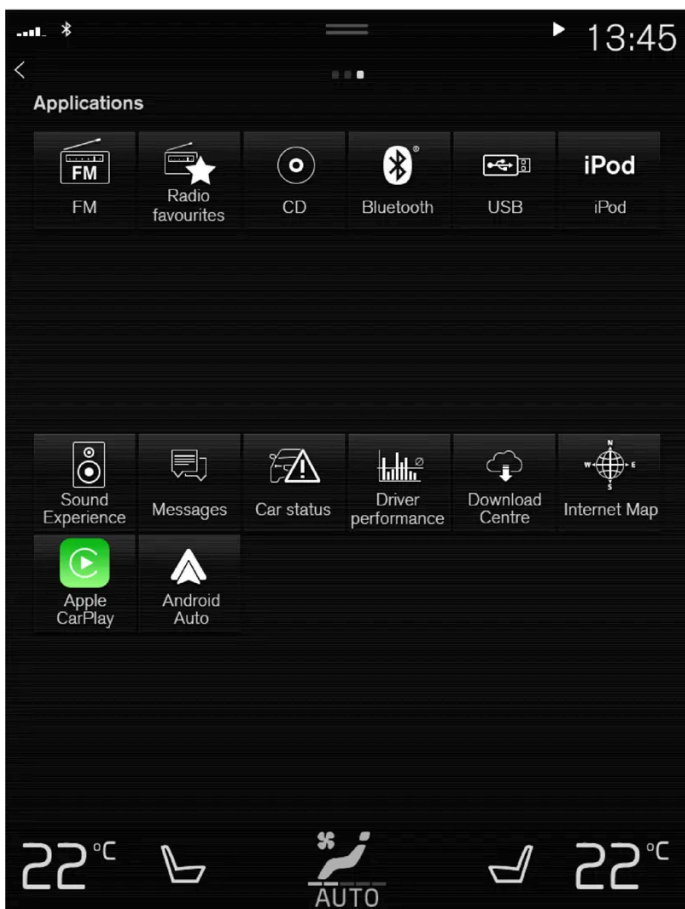 13:45
Applications
FM
FM
Radio
favourites
CD
Bluetooth
USB
iPod
iPod
Sound
Experience
Messages
Car status
Driver
performance
Download
Centre
N
W E
S
Internet Map
Apple
CarPlay
Android
Auto
22°C
22°C
AUTO